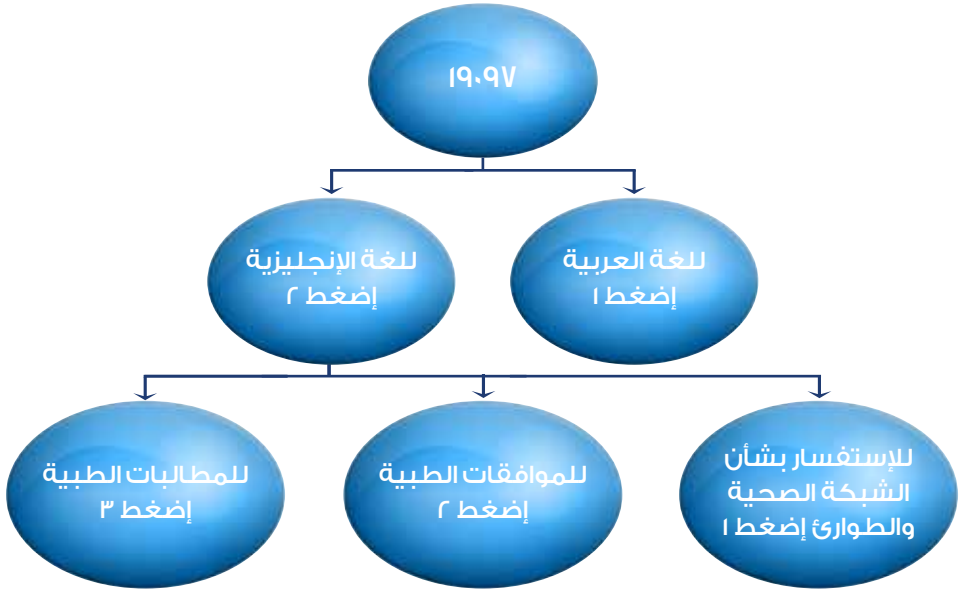 ١٩٠٩٧
للغة العربية
إضغط ١
للغة الإنجليزية
إضغط ٢
للإستفسار بشأن
الشبكة الصحية
والطوارئ إضغط ١
للموافقات الطبية
إضغط ٢
للمطالبات الطبية
إضغط ٣